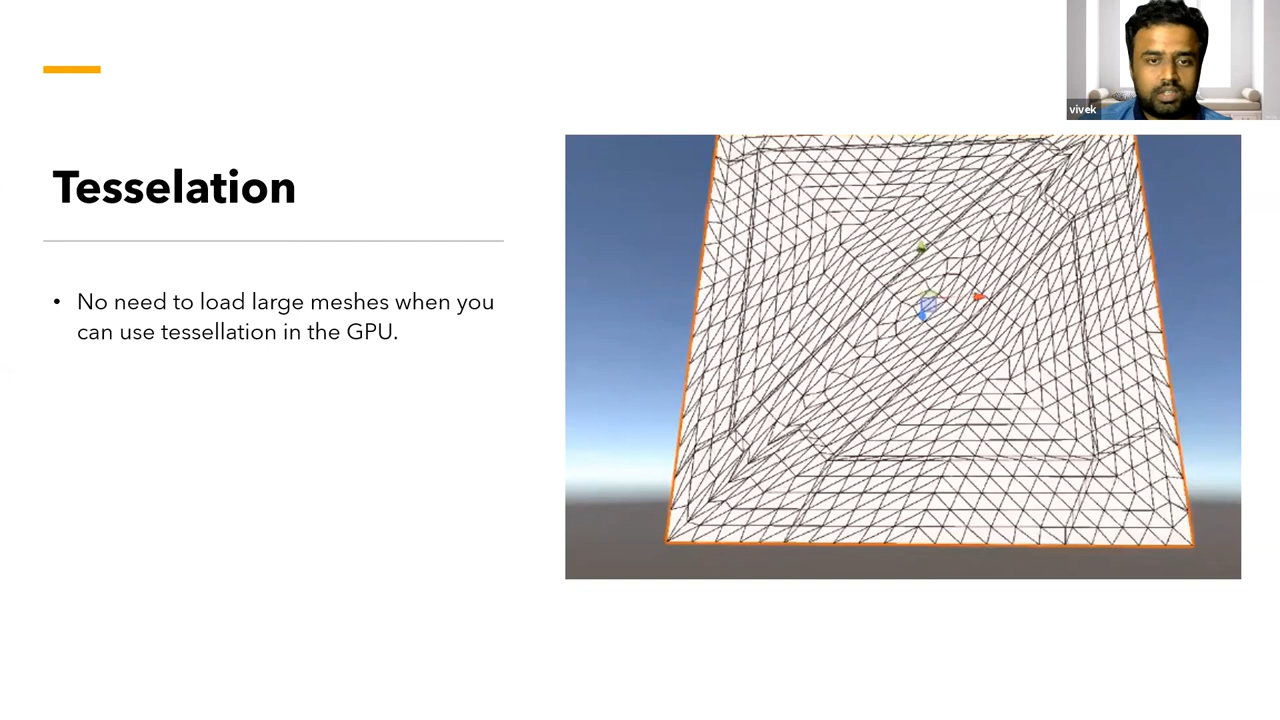 vivek
Tesselation
• No need to load large meshes when you
can use tessellation in the GPU.